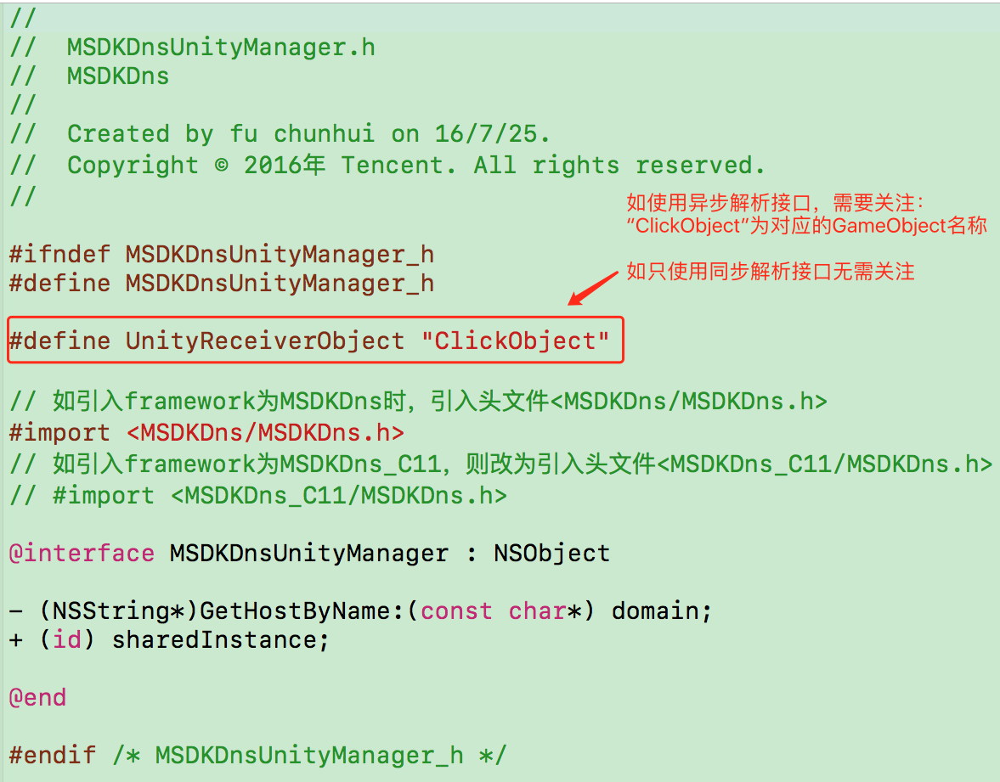 //
//  MSDKDnsUnityManager.h
//  MSDKDns
//
//  Created by fu chunhui on 16/7/25.
//  Copyright © 2016年 Tencent. All rights reserved.
//
如使用异步解析接口，需要关注：
“ClickObject”为对应的GameObject名称
如只使用同步解析接口无需关注
#ifndef MSDKDnsUnityManager_h
#define MSDKDnsUnityManager_h
#define UnityReceiverObject "ClickObject"
// 如引入framework为MSDKDns时，引入头文件<MSDKDns/MSDKDns.h>
#import <MSDKDns/MSDKDns.h>
// 如引入framework为MSDKDns_C11，则改为引入头文件<MSDKDns_C11/MSDKDns.h>
// #import <MSDKDns_C11/MSDKDns.h>
@interface MSDKDnsUnityManager : NSObject
- (NSString*)GetHostByName:(const char*) domain;
+ (id) sharedInstance;
@end
#endif /* MSDKDnsUnityManager_h */